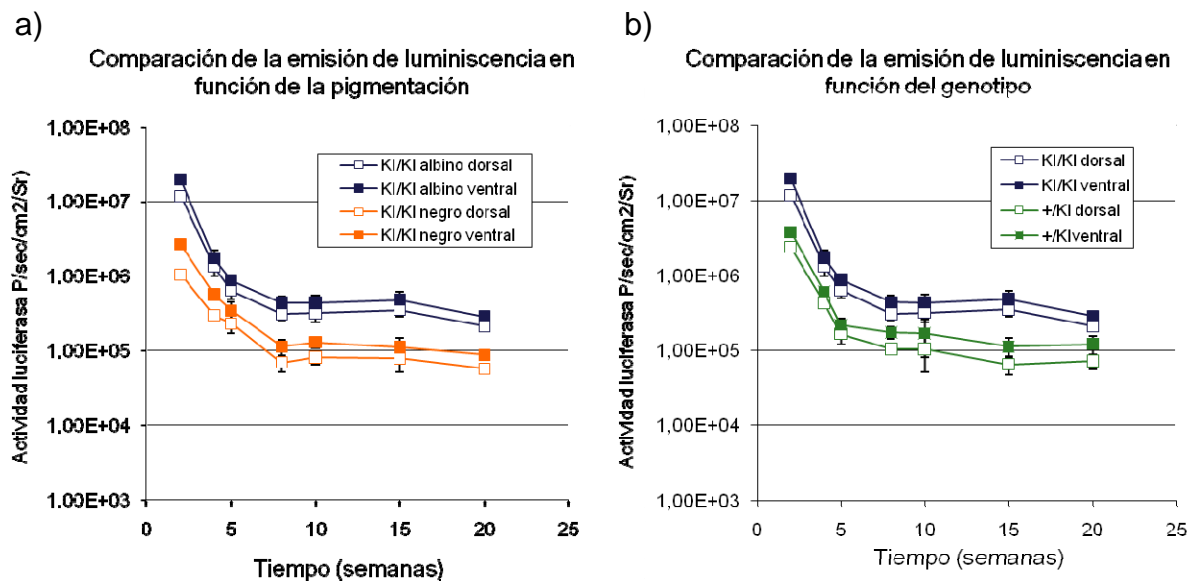 a)
Comparación de la emisión de luminiscencia en
función de la pigmentación
Actividad luciferasa P/sec/cm2/Sr)
1,00E+08
1,00E+07
1,00E+06
1,00E+05
1,00E+04
1,00E+03
KI/KI albino dorsal
KI/KI albino ventral
KI/KI negro dorsal
KI/KI negro ventral
0 5 10 15 20 25
Tiempo (semanas)
b)
Comparación de la emisión de luminiscencia en
función del genotipo
Actividad luciferasa P/sec/cm2/Sr)
1,00E+08
1,00E+07
1,00E+06
1,00E+05
1,00E+04
1,00E+03
KI/KI dorsal
KI/KI ventral
+/KI dorsal
+/KIventral
0 5 10 15 20 25
Tiempo (semanas)